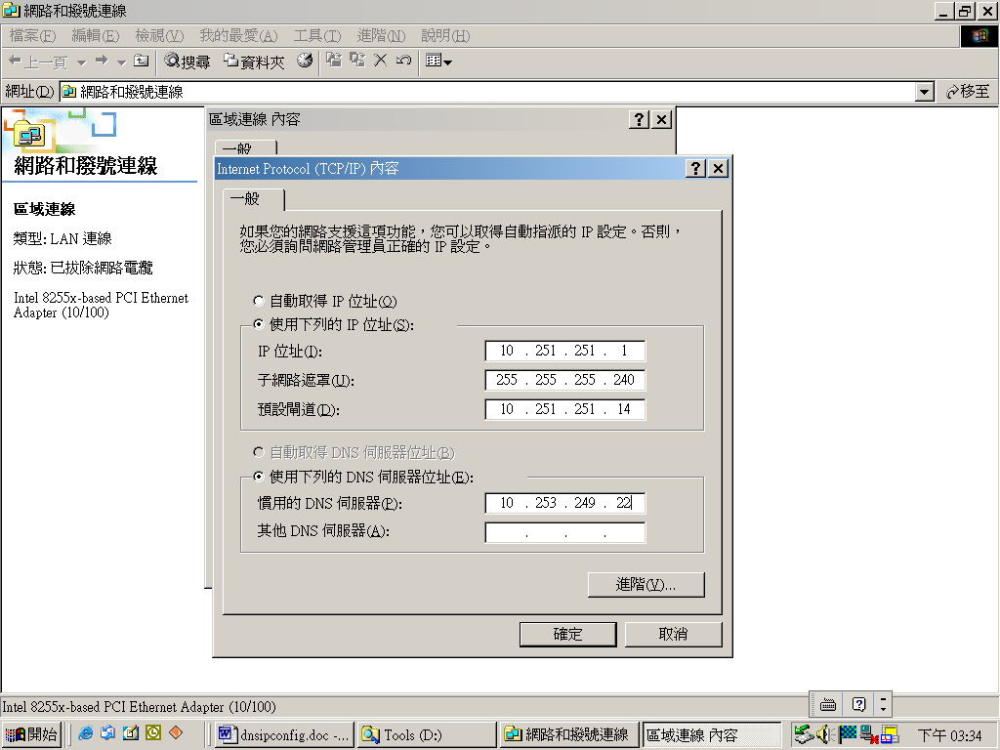 網路和撥號連線
檔案(F) 編輯(E) 檢視(V) 我的最愛(A) 工具(T) 進階(N) 說明(H)
上一頁 搜尋 資料夾
網址(D) 網路和撥號連線 移至
網路和撥號連線
區域連線
類型: LAN 連線
狀態: 已拔除網路電纜
Intel 8255x-based PCI Ethernet
Adapter (10/100)
區域連線 內容
一般
Internet Protocol (TCP/IP) 內容
一般
如果您的網路支援這項功能，您可以取得自動指派的 IP 設定。否則，
您必須詢問網路管理員正確的 IP 設定。
自動取得 IP 位址(O)
使用下列的 IP 位址(S):
IP 位址(I): 10 . 251 . 251 . 1
子網路遮罩(U): 255 . 255 . 255 . 240
預設閘道(D): 10 . 251 . 251 . 14
自動取得 DNS 伺服器位址(B)
使用下列的 DNS 伺服器位址(E):
慣用的 DNS 伺服器(P): 10 . 253 . 249 . 22
其他 DNS 伺服器(A): . . .
進階(V)...
確定 取消
Intel 8255x-based PCI Ethernet Adapter (10/100)
開始 dnsipconfig.doc -... Tools (D:) 網路和撥號連線 區域連線 內容 下午 03:34